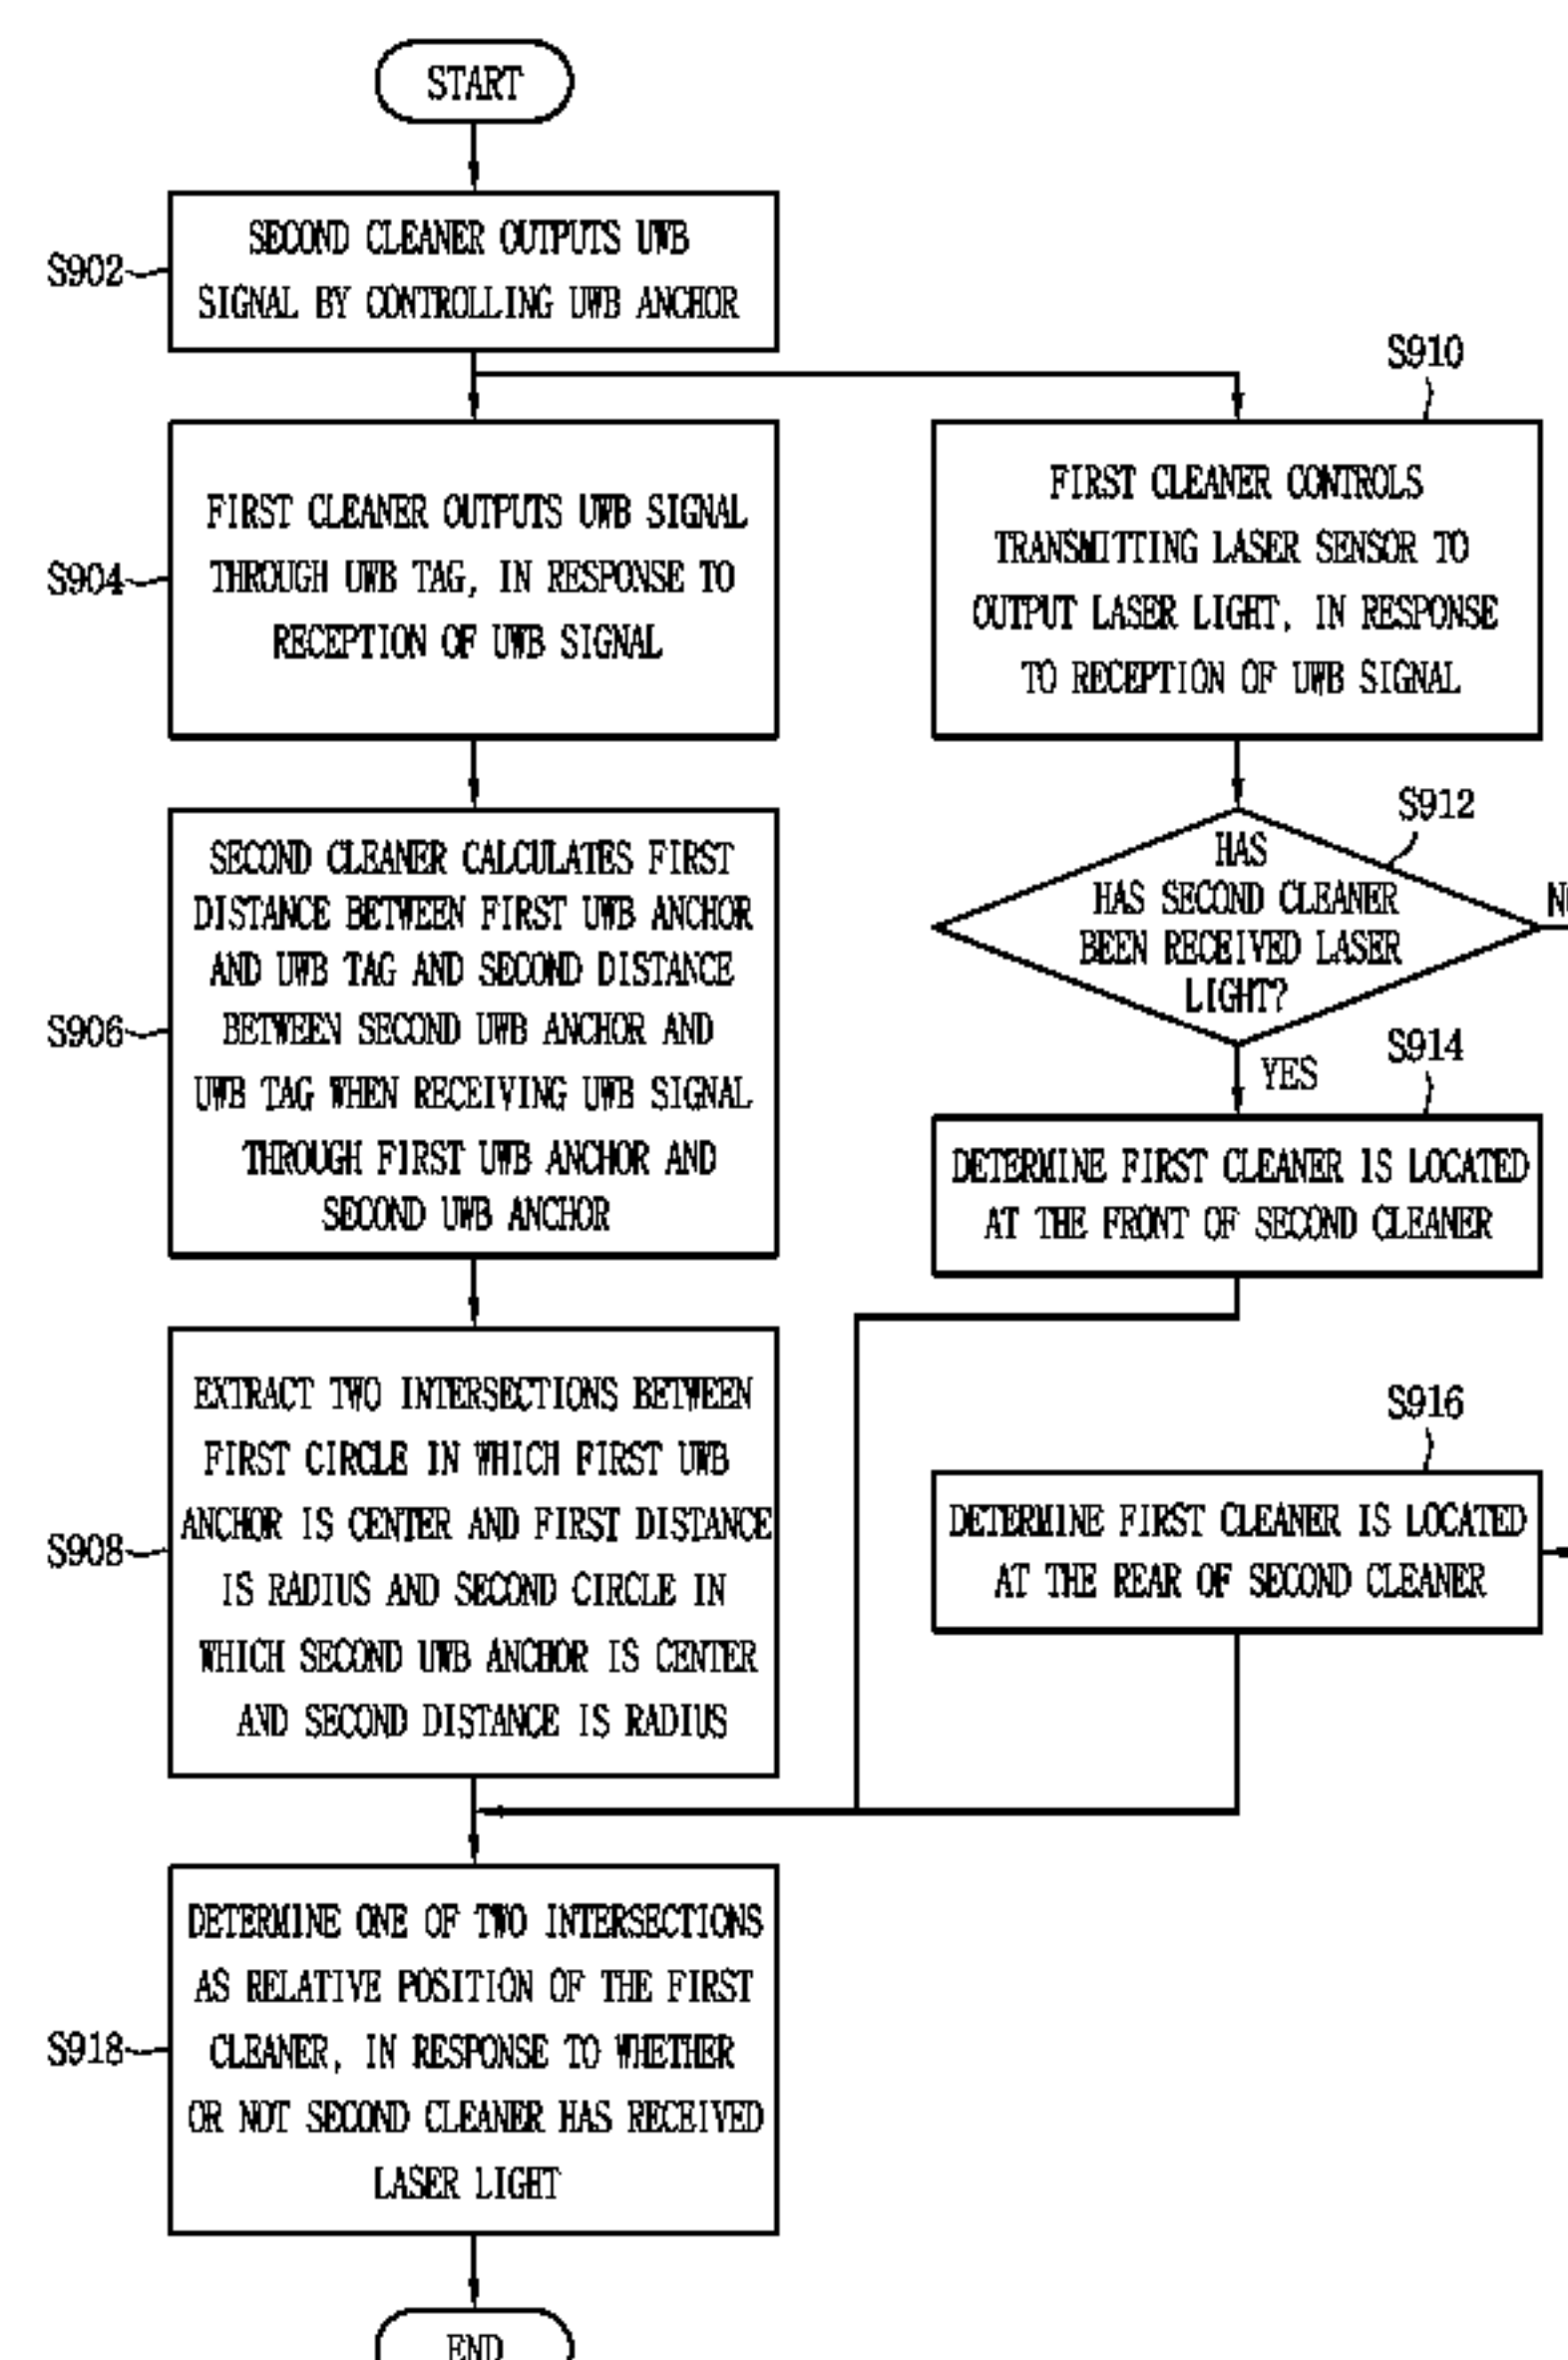 START
S902
SECOND CLEANER OUTPUTS UWB
SIGNAL BY CONTROLLING UWB ANCHOR
S904
FIRST CLEANER OUTPUTS UWB SIGNAL
THROUGH UWB TAG, IN RESPONSE TO
RECEPTION OF UWB SIGNAL
S906
SECOND CLEANER CALCULATES FIRST
DISTANCE BETWEEN FIRST UWB ANCHOR
AND UWB TAG AND SECOND DISTANCE
BETWEEN SECOND UWB ANCHOR AND
UWB TAG WHEN RECEIVING UWB SIGNAL
THROUGH FIRST UWB ANCHOR AND
SECOND UWB ANCHOR
S908
EXTRACT TWO INTERSECTIONS BETWEEN
FIRST CIRCLE IN WHICH FIRST UWB
ANCHOR IS CENTER AND FIRST DISTANCE
IS RADIUS AND SECOND CIRCLE IN
WHICH SECOND UWB ANCHOR IS CENTER
AND SECOND DISTANCE IS RADIUS
S910
FIRST CLEANER CONTROLS
TRANSMITTING LASER SENSOR TO
OUTPUT LASER LIGHT, IN RESPONSE
TO RECEPTION OF UWB SIGNAL
S912
HAS
HAS SECOND CLEANER
BEEN RECEIVED LASER
LIGHT?
YES
S914
DETERMINE FIRST CLEANER IS LOCATED
AT THE FRONT OF SECOND CLEANER
S916
DETERMINE FIRST CLEANER IS LOCATED
AT THE REAR OF SECOND CLEANER
S918
DETERMINE ONE OF TWO INTERSECTIONS
AS RELATIVE POSITION OF THE FIRST
CLEANER, IN RESPONSE TO WHETHER
OR NOT SECOND CLEANER HAS RECEIVED
LASER LIGHT
END